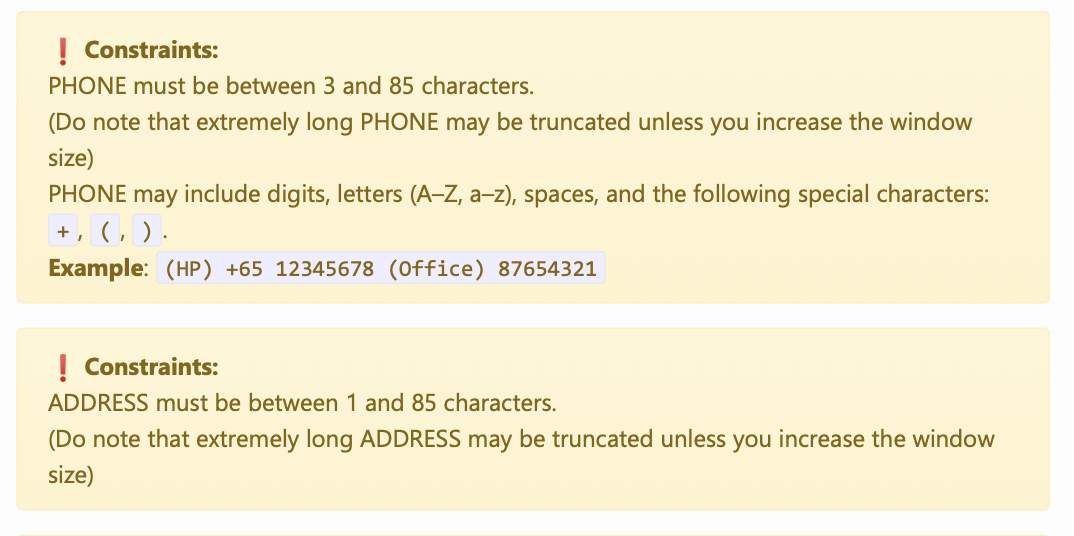 ❗ Constraints:
PHONE must be between 3 and 85 characters.
(Do note that extremely long PHONE may be truncated unless you increase the window
size)
PHONE may include digits, letters (A–Z, a–z), spaces, and the following special characters:
+, (, ).
Example: (HP) +65 12345678 (Office) 87654321
❗ Constraints:
ADDRESS must be between 1 and 85 characters.
(Do note that extremely long ADDRESS may be truncated unless you increase the window
size)